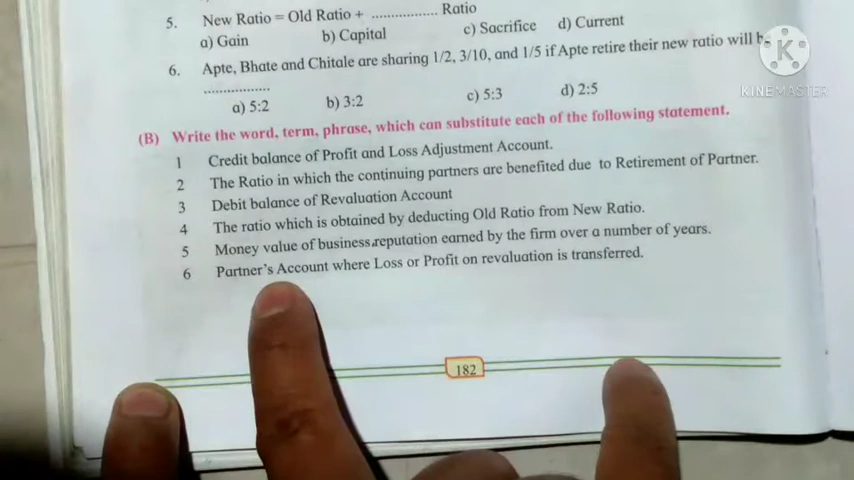 5. New Ratio = Old Ratio + ................. Ratio
a) Gain b) Capital c) Sacrifice d) Current
6. Apte, Bhate and Chitale are sharing 1/2, 3/10, and 1/5 if Apte retire their new ratio will
.................
a) 5:2 b) 3:2 c) 5:3 d) 2:5
(B) Write the word, term, phrase, which can substitute each of the following statement.
1 Credit balance of Profit and Loss Adjustment Account.
2 The Ratio in which the continuing partners are benefited due to Retirement of Partner.
3 Debit balance of Revaluation Account
4 The ratio which is obtained by deducting Old Ratio from New Ratio.
5 Money value of business reputation earned by the firm over a number of years.
6 Partner's Account where Loss or Profit on revaluation is transferred.
182
K
KINEMASTER